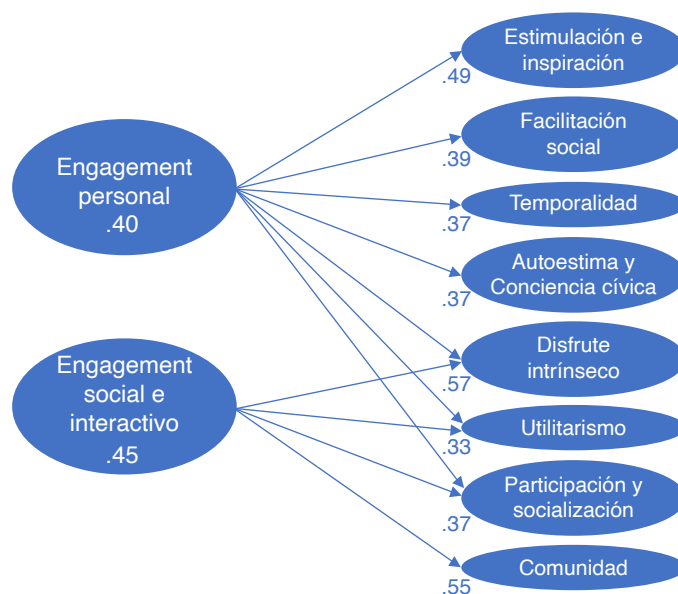 Estimulación e
inspiración
.49
Facilitación
social
.39
Engagement
personal
.40
Temporalidad
.37
Autoestima y
Conciencia cívica
.37
Disfrute
intrínseco
.57
Engagement
social e
interactivo
.45
Utilitarismo
.33
Participación y
socialización
.37
Comunidad
.55